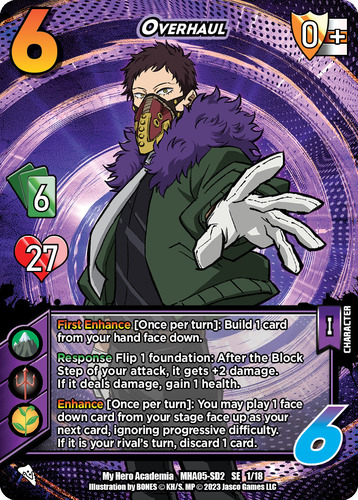 6
OVERHAUL
0 +
6
27
First Enhance [Once per turn]: Build 1 card
from your hand face down.
Response Flip 1 foundation: After the Block
Step of your attack, it gets +2 damage.
If it deals damage, gain 1 health.
Enhance [Once per turn]: You may play 1 face
down card from your stage face up as your
next card, ignoring progressive difficulty.
If it is your rival's turn, discard 1 card.
I
CHARACTER
6
My Hero Academia MHA05-SD2 SE 1/18
Illustration by BONES © KH/S, MP © 2023 Jasco Games LLC